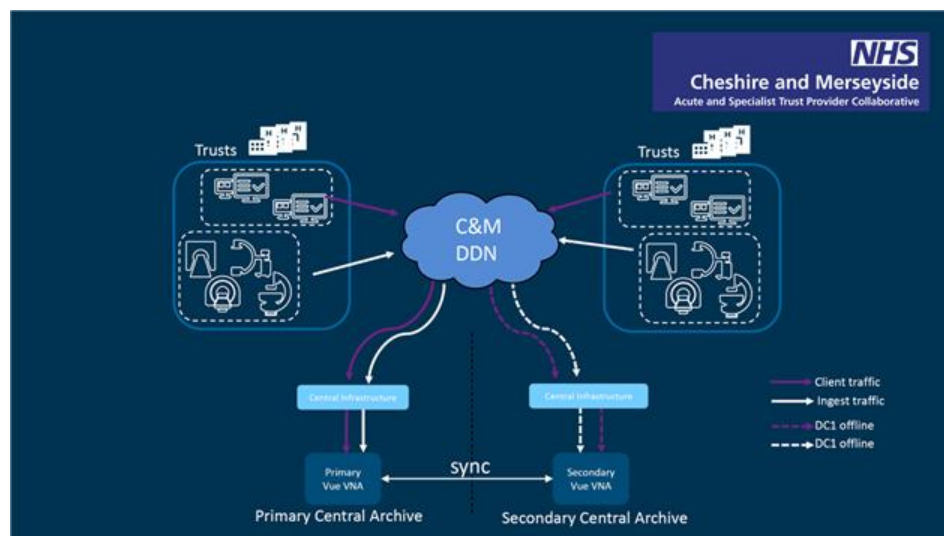 NHS
Cheshire and Merseyside
Acute and Specialist Trust Provider Collaborative
Trusts
H
H
H
Trusts
H
H
H
C&M
DDN
Central Infrastructure
Central Infrastructure
Client traffic
Ingest traffic
DC1 offline
DC1 offline
Primary
Vue VNA
sync
Secondary
Vue VNA
Primary Central Archive
Secondary Central Archive